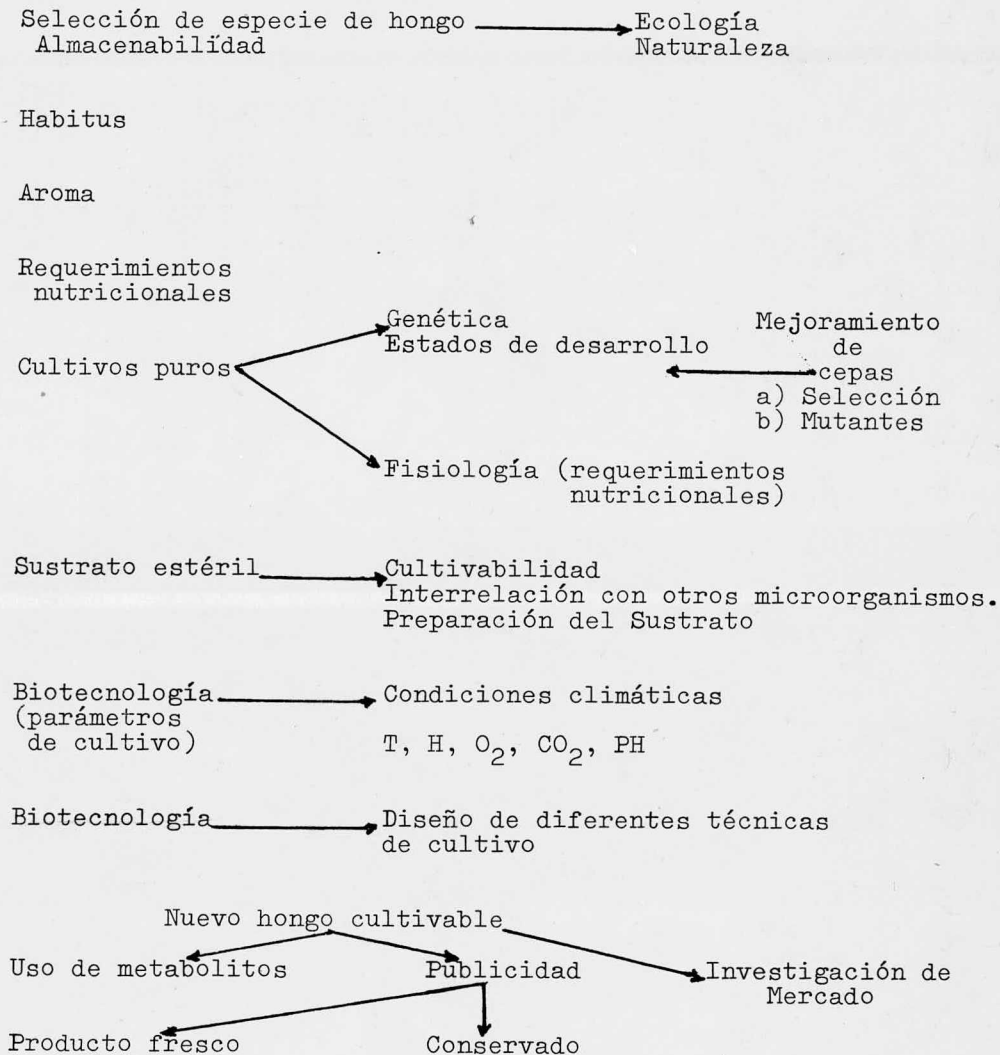 Selección de especie de hongo
Almacenabilidad
Ecología
Naturaleza
Habitus
Aroma
Requerimientos
nutricionales
Cultivos puros
Genética
Estados de desarrollo
Mejoramiento
de
cepas
a) Selección
b) Mutantes
Fisiología (requerimientos
nutricionales)
Sustrato estéril
Cultivabilidad
Interrelación con otros microorganismos.
Preparación del Sustrato
Biotecnología
(parámetros
de cultivo)
Condiciones climáticas
T, H, O₂, CO₂, PH
Biotecnología
Diseño de diferentes técnicas
de cultivo
Nuevo hongo cultivable
Uso de metabolitos
Publicidad
Investigación de
Mercado
Producto fresco
Conservado